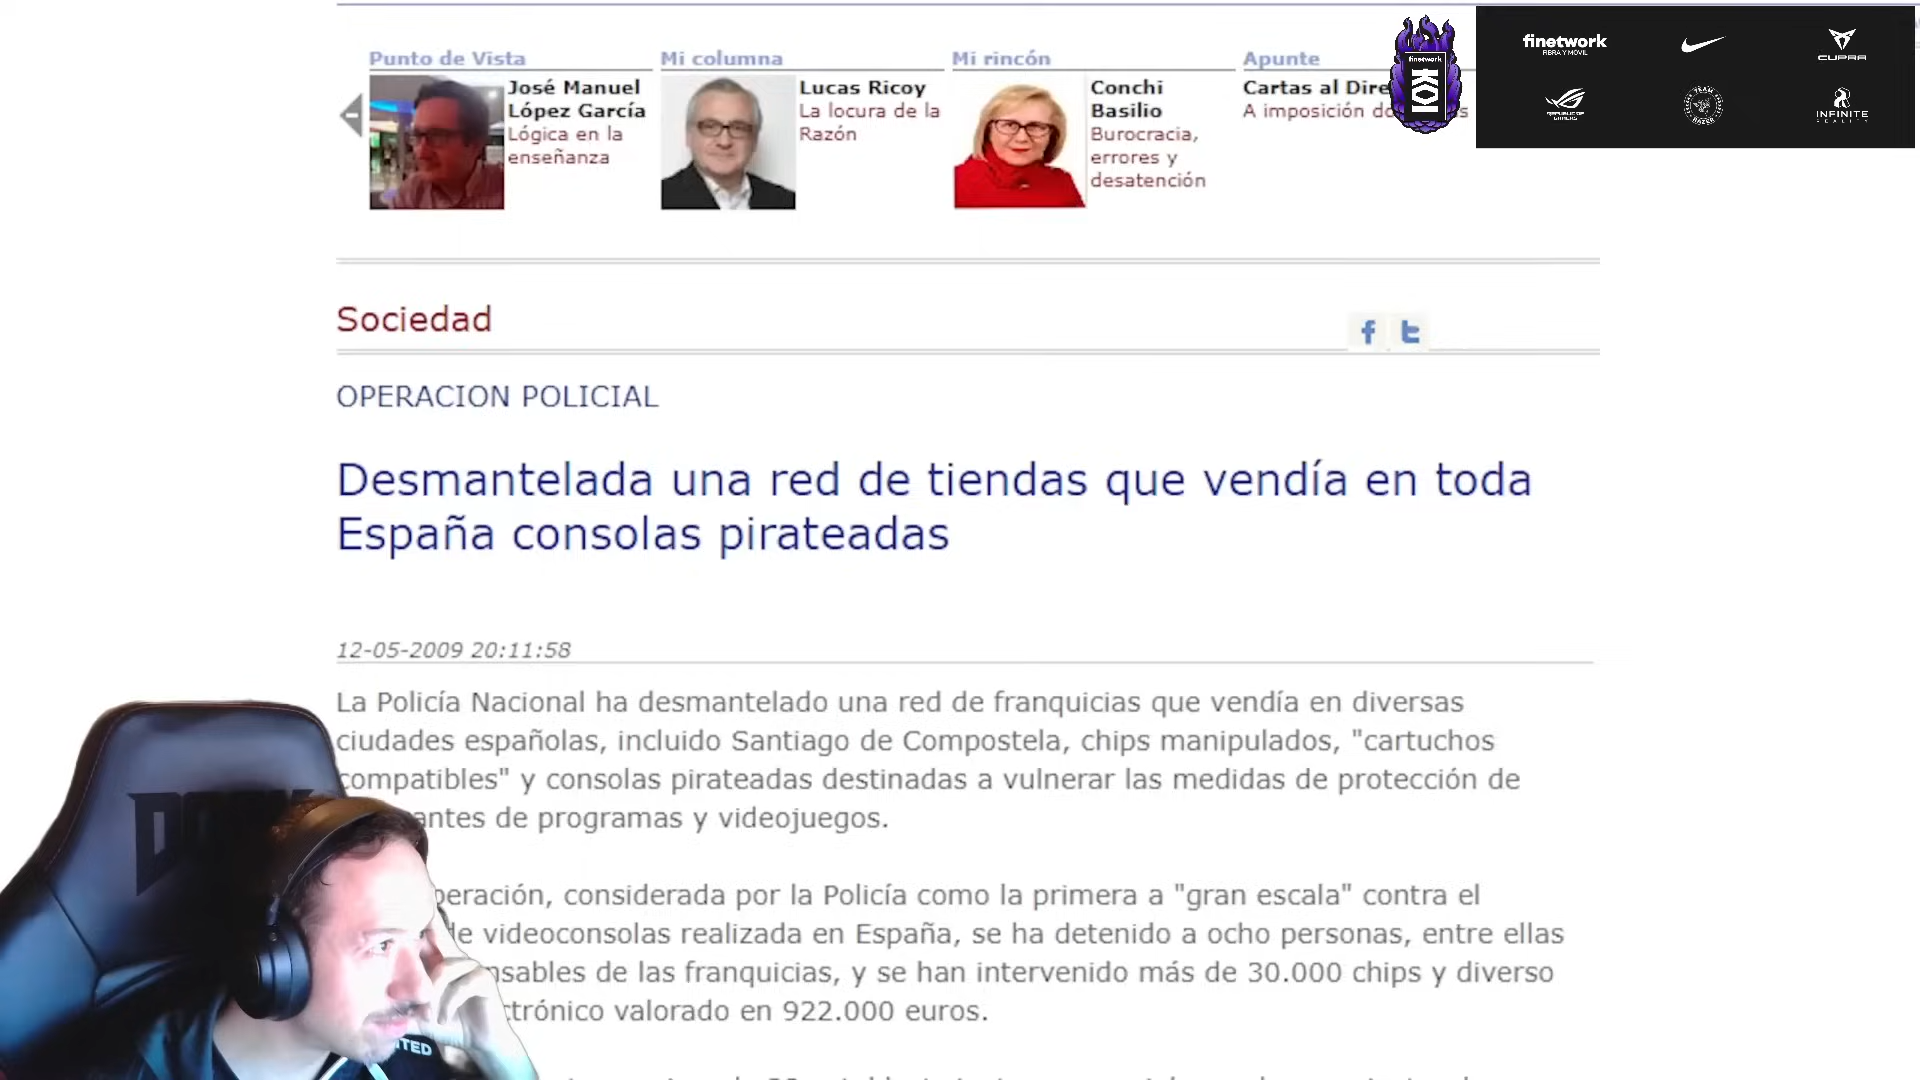 Punto de Vista
José Manuel
López García
Lógica en la
enseñanza
Mi columna
Lucas Ricoy
La locura de la
Razón
Mi rincón
Conchi
Basilio
Burocracia,
errores y
desatención
Apunte
Cartas al Dire
A imposición do
finetwork
KOI
finetwork
FIBRA Y MÓVIL
CUPRA
REPUBLIC OF
GAMERS
TEAM
RAZER
INFINITE
REALITY
Sociedad
f t
OPERACION POLICIAL
Desmantelada una red de tiendas que vendía en toda
España consolas pirateadas
12-05-2009 20:11:58
La Policía Nacional ha desmantelado una red de franquicias que vendía en diversas
ciudades españolas, incluido Santiago de Compostela, chips manipulados, "cartuchos
compatibles" y consolas pirateadas destinadas a vulnerar las medidas de protección de
antes de programas y videojuegos.
peración, considerada por la Policía como la primera a "gran escala" contra el
de videoconsolas realizada en España, se ha detenido a ocho personas, entre ellas
nsables de las franquicias, y se han intervenido más de 30.000 chips y diverso
ctrónico valorado en 922.000 euros.